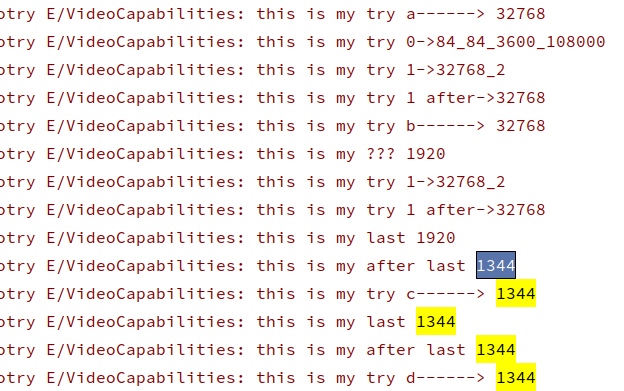 otry E/VideoCapabilities: this is my try a------> 32768
otry E/VideoCapabilities: this is my try 0->84_84_3600_108000
otry E/VideoCapabilities: this is my try 1->32768_2
otry E/VideoCapabilities: this is my try 1 after->32768
otry E/VideoCapabilities: this is my try b------> 32768
otry E/VideoCapabilities: this is my ??? 1920
otry E/VideoCapabilities: this is my try 1->32768_2
otry E/VideoCapabilities: this is my try 1 after->32768
otry E/VideoCapabilities: this is my last 1920
otry E/VideoCapabilities: this is my after last 1344
otry E/VideoCapabilities: this is my try c------> 1344
otry E/VideoCapabilities: this is my last 1344
otry E/VideoCapabilities: this is my after last 1344
otry E/VideoCapabilities: this is my try d------> 1344